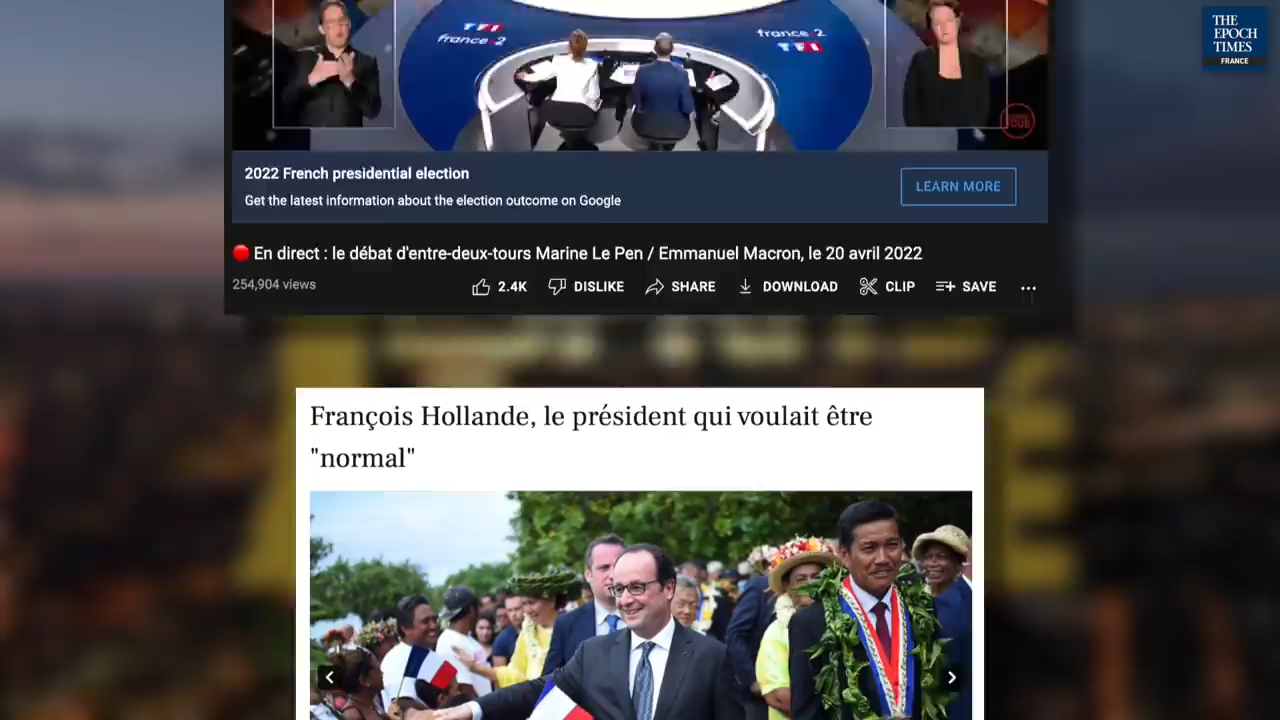 THE
EPOCH
TIMES
FRANCE
TF1
france·2
france·2
TF1
2022 French presidential election
Get the latest information about the election outcome on Google
LEARN MORE
En direct : le débat d'entre-deux-tours Marine Le Pen / Emmanuel Macron, le 20 avril 2022
254,904 views
2.4K
DISLIKE
SHARE
DOWNLOAD
CLIP
SAVE
François Hollande, le président qui voulait être
"normal"